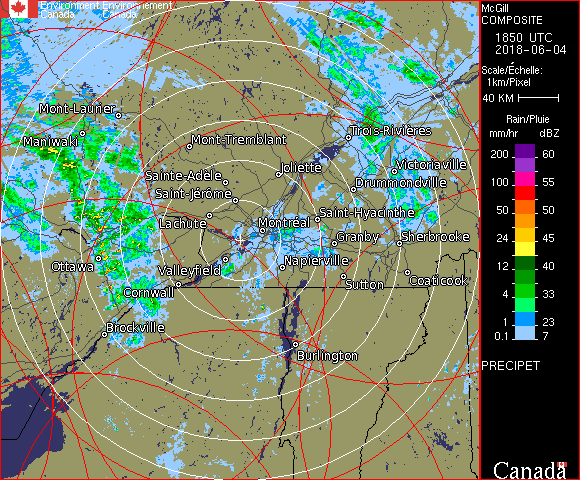 Environment Environnement
Canada Canada
McGill
COMPOSITE
1850 UTC
2018-06-04
Scale/Échelle:
1km/Pixel
40 KM
Rain/Pluie
mm/hr dBZ
200 60
150 55
100 55
50 50
24 45
12 40
4 33
1 23
0.1 7
PRECIPET
Canada
Mont-Laurier
Maniwaki
Mont-Tremblant
Trois-Rivières
Sainte-Adèle
Joliette
Victoriaville
Saint-Jérôme
Drummondville
Lachute
Montréal
Saint-Hyacinthe
Granby
Sherbrooke
Ottawa
Valleyfield
Napierville
Cornwall
Sutton
Coaticook
Brockville
Burlington